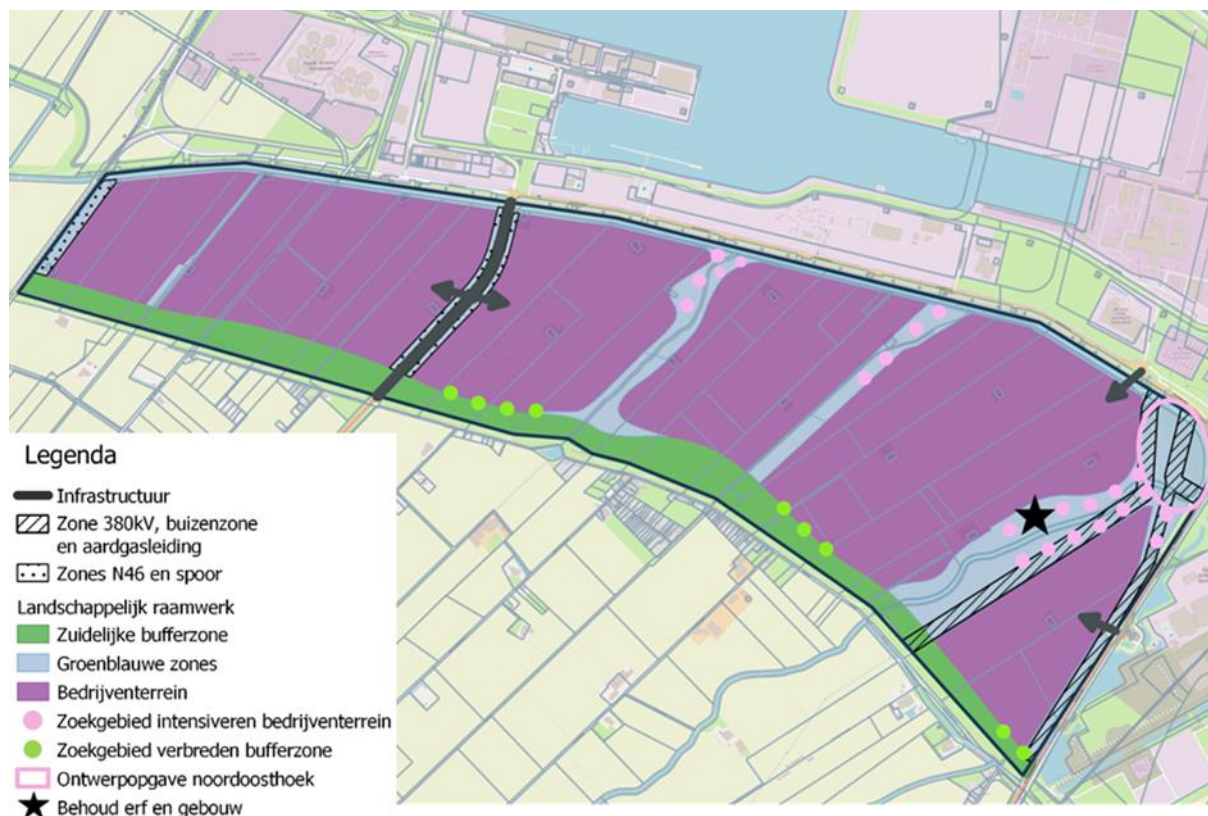 Legenda
Infrastructuur
Zone 380kV, buizenzone
en aardgasleiding
Zones N46 en spoor
Landschappelijk raamwerk
Zuidelijke bufferzone
Groenblauwe zones
Bedrijventerrein
Zoekgebied intensiveren bedrijventerrein
Zoekgebied verbreden bufferzone
Ontwerpopgave noordoosthoek
Behoud erf en gebouw